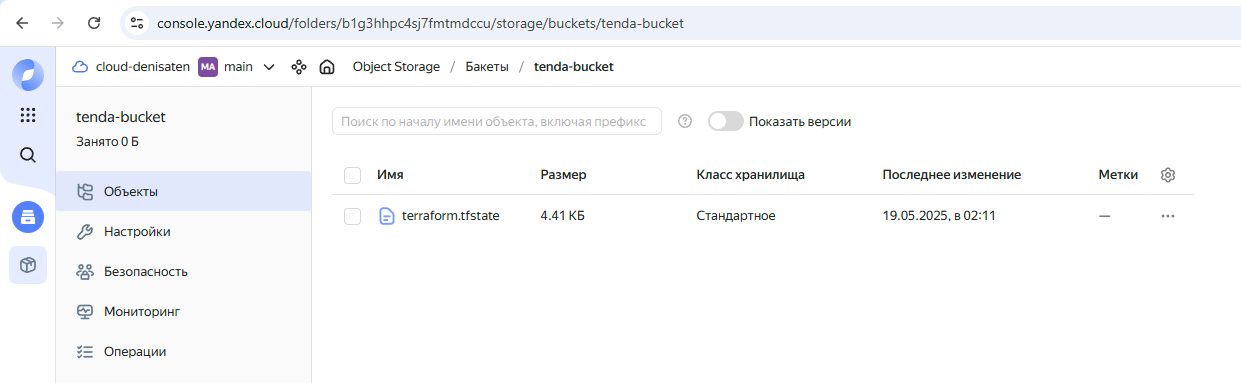 console.yandex.cloud/folders/b1g3hhpc4sj7fmtmdccu/storage/buckets/tenda-bucket
cloud-denisaten MA main Object Storage / Бакеты / tenda-bucket
tenda-bucket
Занято 0 Б
Объекты
Настройки
Безопасность
Мониторинг
Операции
Поиск по началу имени объекта, включая префикс ? Показать версии
Имя Размер Класс хранилища Последнее изменение Метки
terraform.tfstate 4.41 КБ Стандартное 19.05.2025, в 02:11 —